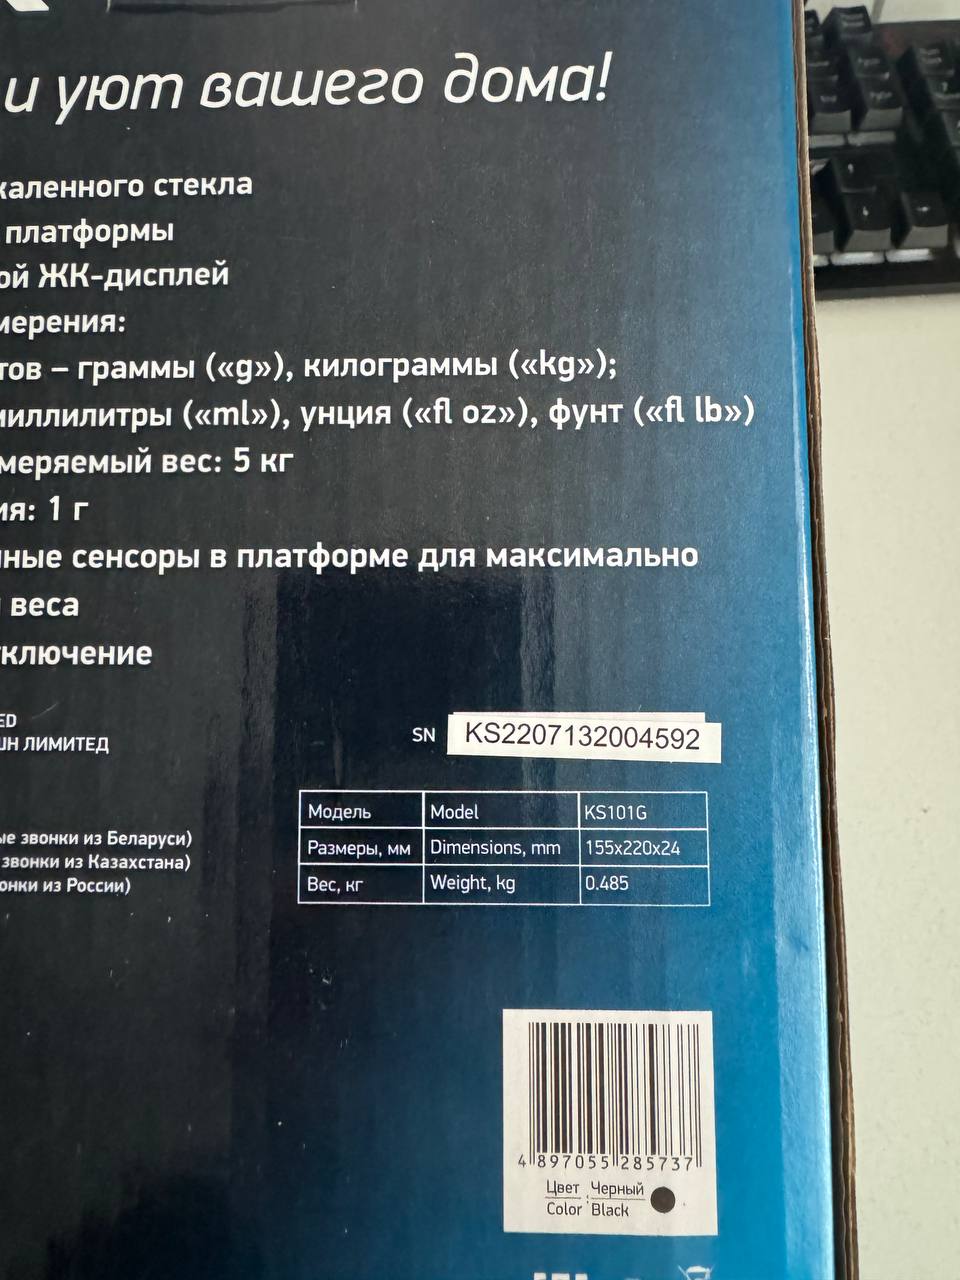 и уют вашего дома!
каленного стекла
платформы
ой ЖК-дисплей
мерения:
тов – граммы («g»), килограммы («kg»);
миллилитры («ml»), унция («fl oz»), фунт («fl lb»)
меряемый вес: 5 кг
ия: 1 г
нные сенсоры в платформе для максимально
веса
ключение
ED
ЛИМИТЕД
SN KS2207132004592
Модель Model KS101G
Размеры, мм Dimensions, mm 155x220x24
Вес, кг Weight, kg 0.485
ые звонки из Беларуси)
звонки из Казахстана)
онки из России)
4 897055 285737
Цвет : Черный
Color Black